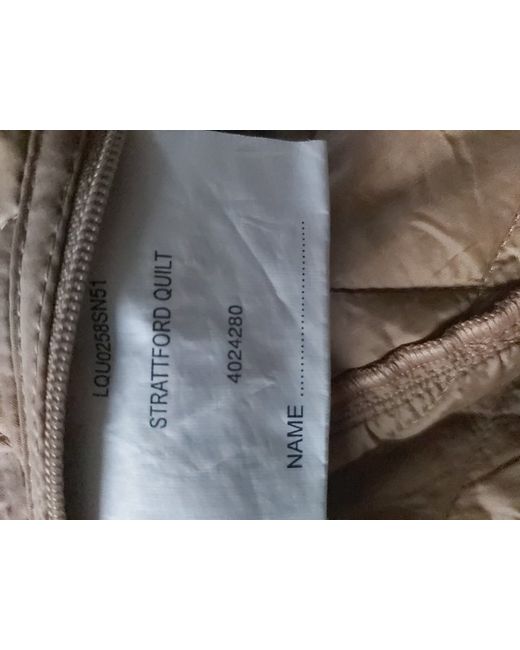 LQU0258SN51
STRATTFORD QUILT
4024280
NAME ........................